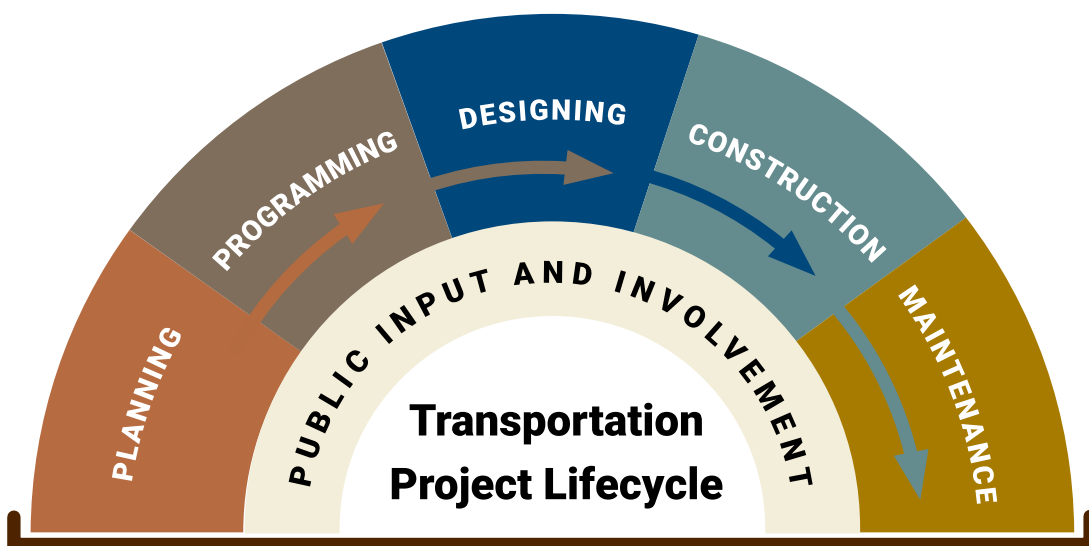 PLANNING
PROGRAMMING
DESIGNING
CONSTRUCTION
MAINTENANCE
PUBLIC INPUT AND INVOLVEMENT
Transportation
Project Lifecycle